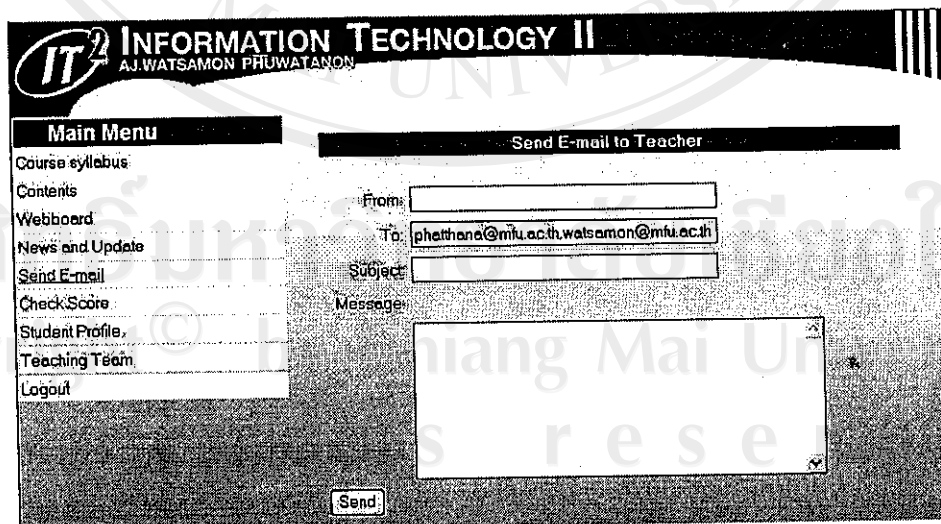 IT2 INFORMATION TECHNOLOGY II
AJ.WATSAMON PHUWATANON
Main Menu
Course syllabus
Contents
Webboard
News and Update
Send E-mail
Check Score
Student Profile
Teaching Team
Logout
Send E-mail to Teacher
From:
To: phatthana@mfu.ac.th,watsamon@mfu.ac.th
Subject:
Message:
Send